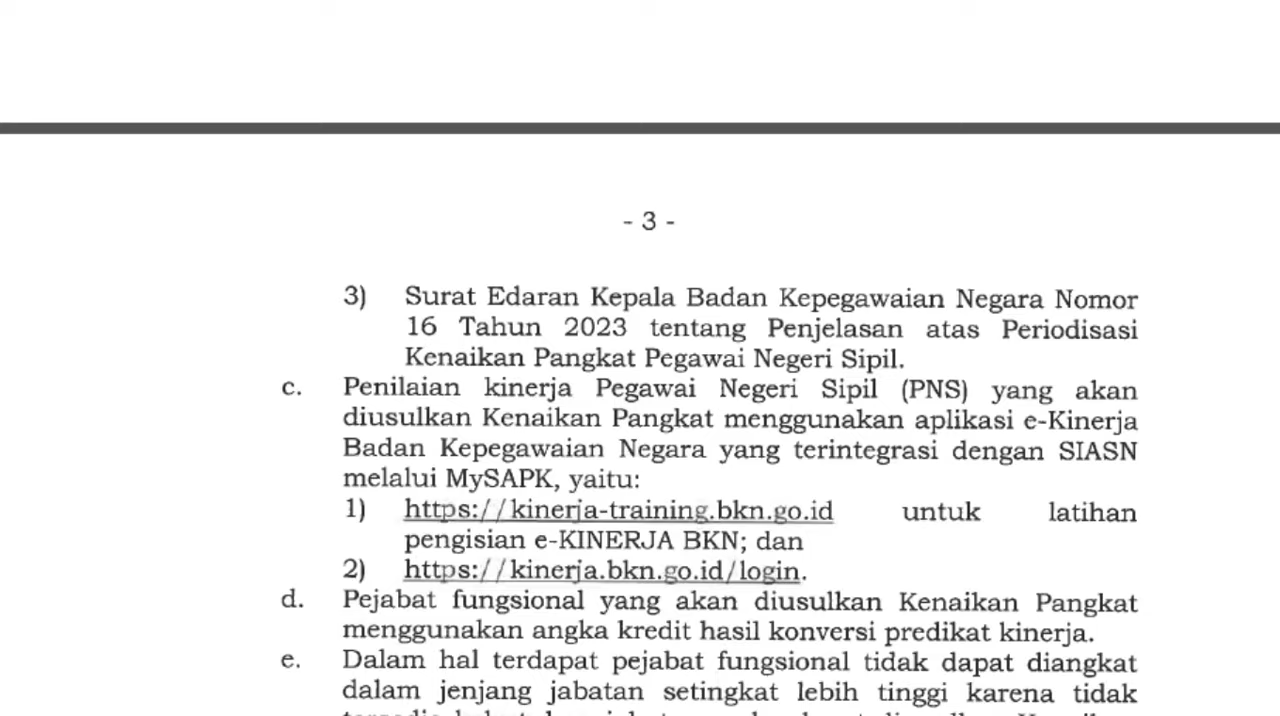 - 3 -
3) Surat Edaran Kepala Badan Kepegawaian Negara Nomor
16 Tahun 2023 tentang Penjelasan atas Periodisasi
Kenaikan Pangkat Pegawai Negeri Sipil.
c. Penilaian kinerja Pegawai Negeri Sipil (PNS) yang akan
diusulkan Kenaikan Pangkat menggunakan aplikasi e-Kinerja
Badan Kepegawaian Negara yang terintegrasi dengan SIASN
melalui MySAPK, yaitu:
1) https://kinerja-training.bkn.go.id untuk latihan
pengisian e-KINERJA BKN; dan
2) https://kinerja.bkn.go.id/login.
d. Pejabat fungsional yang akan diusulkan Kenaikan Pangkat
menggunakan angka kredit hasil konversi predikat kinerja.
e. Dalam hal terdapat pejabat fungsional tidak dapat diangkat
dalam jenjang jabatan setingkat lebih tinggi karena tidak